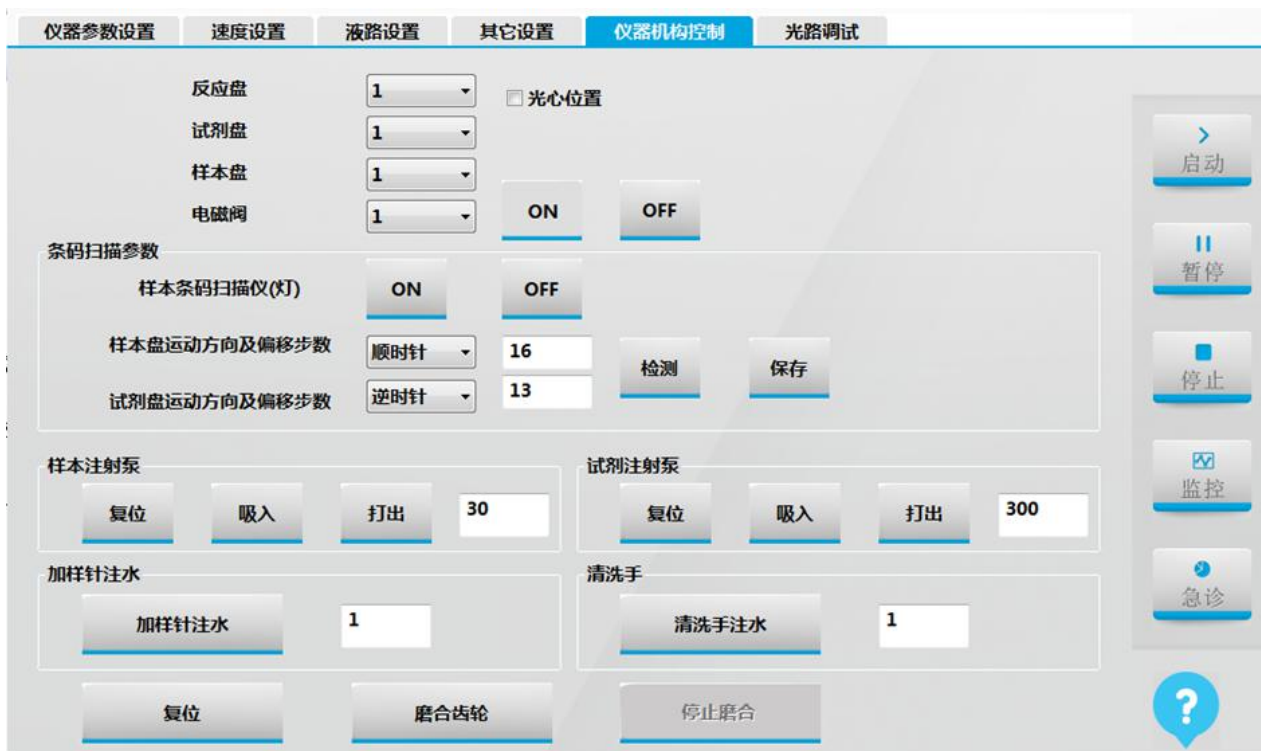 仪器参数设置 速度设置 液路设置 其它设置 仪器机构控制 光路调试
反应盘 1 光心位置
试剂盘 1
样本盘 1
电磁阀 1 ON OFF
条码扫描参数
样本条码扫描仪(灯) ON OFF
样本盘运动方向及偏移步数 顺时针 16
检测 保存
试剂盘运动方向及偏移步数 逆时针 13
样本注射泵
复位 吸入 打出 30
试剂注射泵
复位 吸入 打出 300
加样针注水
加样针注水 1
清洗手
清洗手注水 1
复位 磨合齿轮 停止磨合
启动
暂停
停止
监控
急诊
?